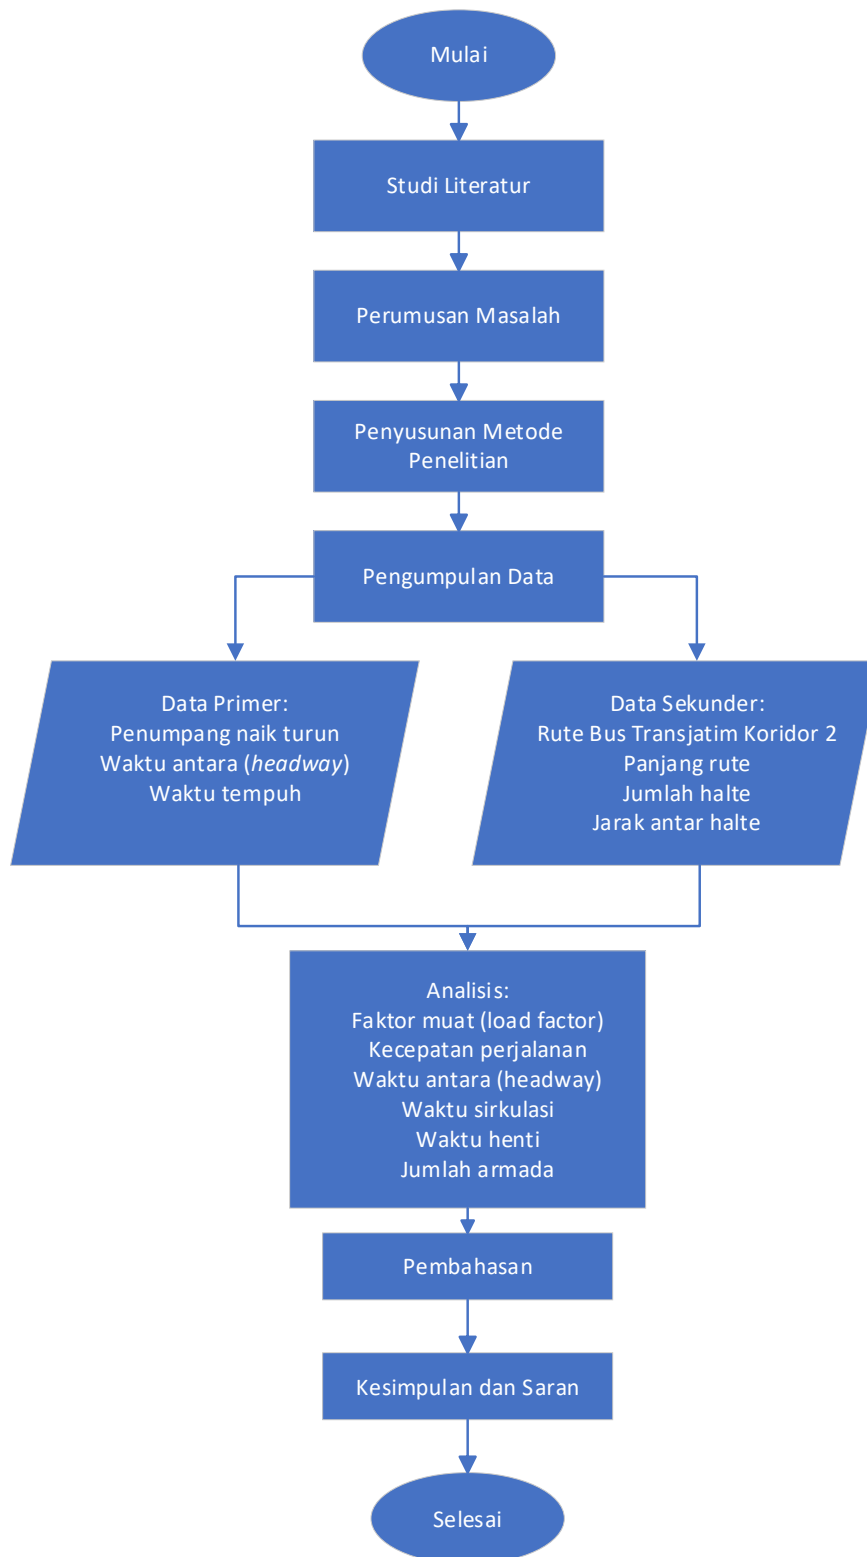 Mulai
Studi Literatur
Perumusan Masalah
Penyusunan Metode
Penelitian
Pengumpulan Data
Data Primer:
Penumpang naik turun
Waktu antara (headway)
Waktu tempuh
Data Sekunder:
Rute Bus Transjatim Koridor 2
Panjang rute
Jumlah halte
Jarak antar halte
Analisis:
Faktor muat (load factor)
Kecepatan perjalanan
Waktu antara (headway)
Waktu sirkulasi
Waktu henti
Jumlah armada
Pembahasan
Kesimpulan dan Saran
Selesai